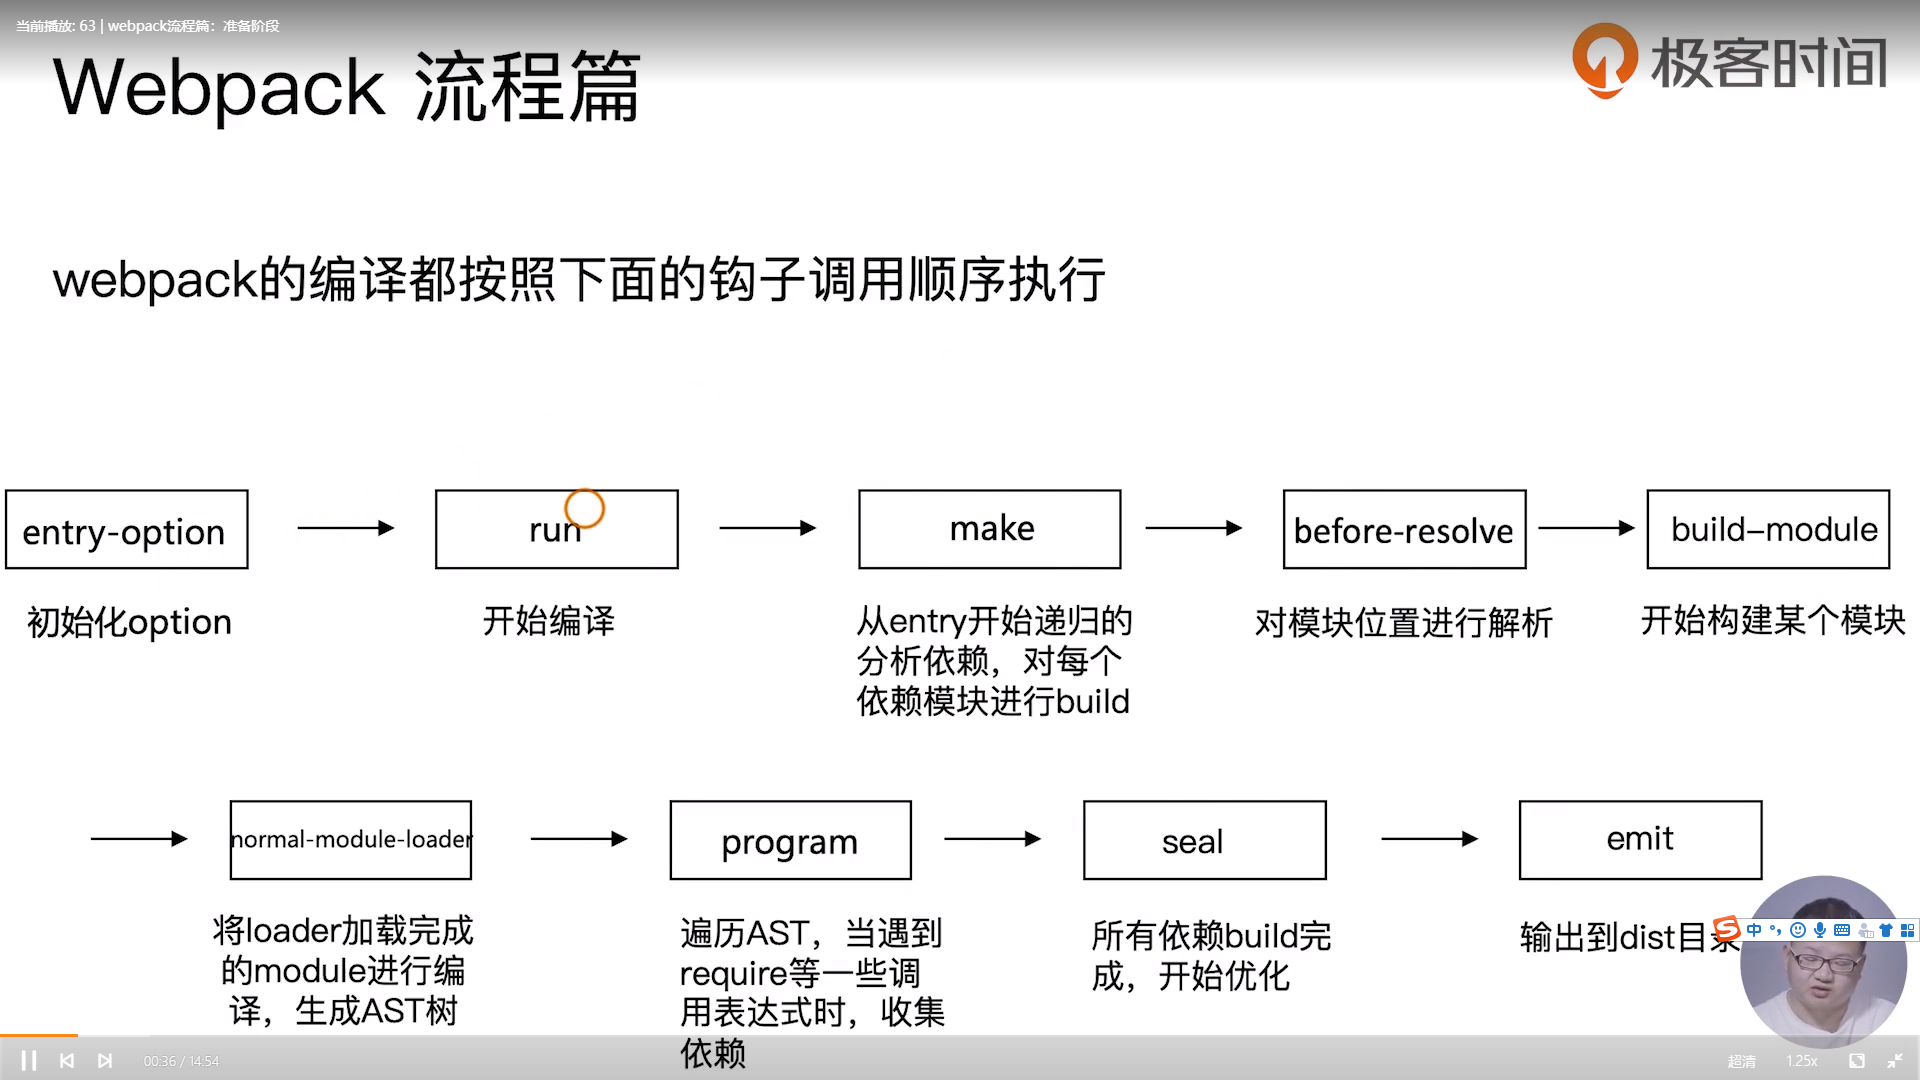 当前播放: 63 | webpack流程篇：准备阶段
极客时间
Webpack 流程篇
webpack的编译都按照下面的钩子调用顺序执行
entry-option
run
make
before-resolve
build–module
初始化option
开始编译
从entry开始递归的
分析依赖，对每个
依赖模块进行build
对模块位置进行解析
开始构建某个模块
normal-module-loader
program
seal
emit
将loader加载完成
的module进行编
译，生成AST树
遍历AST，当遇到
require等一些调
用表达式时，收集
依赖
所有依赖build完
成，开始优化
输出到dist目录
中
00:36 / 14:54
超清
1.25x